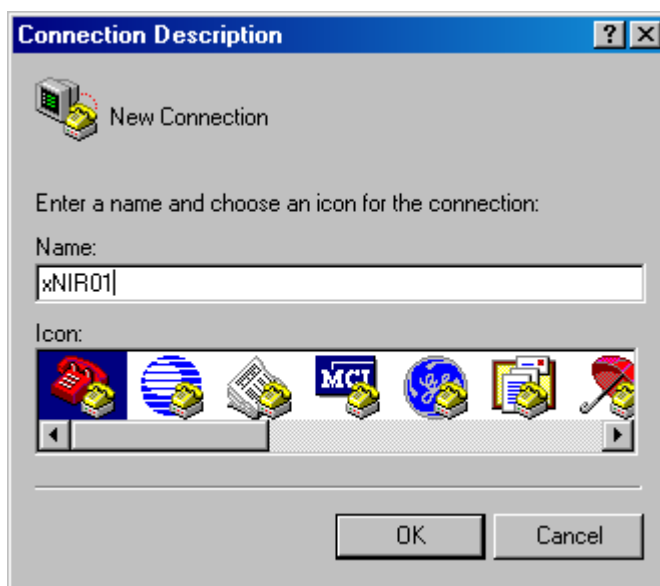 Connection Description
New Connection
Enter a name and choose an icon for the connection:
Name:
xNIR01
Icon:
MCI
OK Cancel